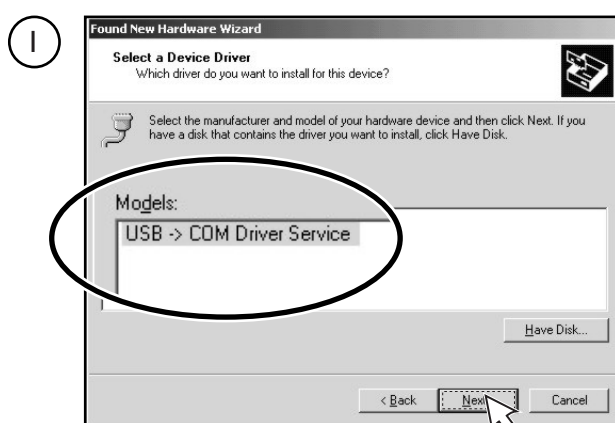 I
Found New Hardware Wizard
Select a Device Driver
Which driver do you want to install for this device?
Select the manufacturer and model of your hardware device and then click Next. If you
have a disk that contains the driver you want to install, click Have Disk.
Models:
USB -> COM Driver Service
Have Disk...
< Back Next Cancel